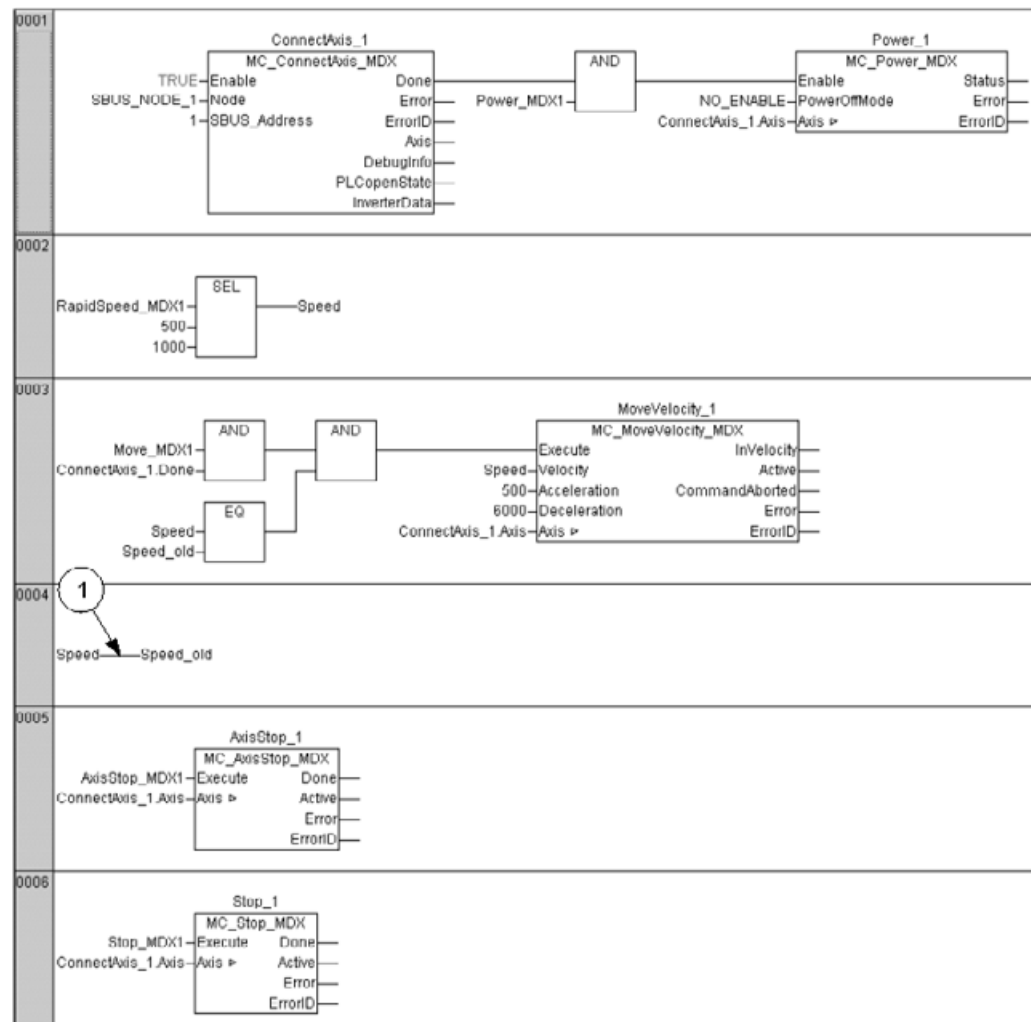 0001
ConnectAxis_1
MC_ConnectAxis_MDX
TRUE Enable Done
SBUS_NODE_1 Node Error
1 SBUS_Address ErrorID
Axis
DebugInfo
PLCopenState
InverterData
AND
Power_MDX1
Power_1
MC_Power_MDX
Enable Status
NO_ENABLE PowerOffMode Error
ConnectAxis_1.Axis Axis ErrorID
0002
SEL
RapidSpeed_MDX1 Speed
500
1000
0003
AND
Move_MDX1
ConnectAxis_1.Done
AND
EQ
Speed
Speed_old
MoveVelocity_1
MC_MoveVelocity_MDX
Execute InVelocity
Speed Velocity Active
500 Acceleration CommandAborted
6000 Deceleration Error
ConnectAxis_1.Axis Axis ErrorID
0004
1
Speed Speed_old
0005
AxisStop_1
MC_AxisStop_MDX
AxisStop_MDX1 Execute Done
ConnectAxis_1.Axis Axis Active
Error
ErrorID
0006
Stop_1
MC_Stop_MDX
Stop_MDX1 Execute Done
ConnectAxis_1.Axis Axis Active
Error
ErrorID